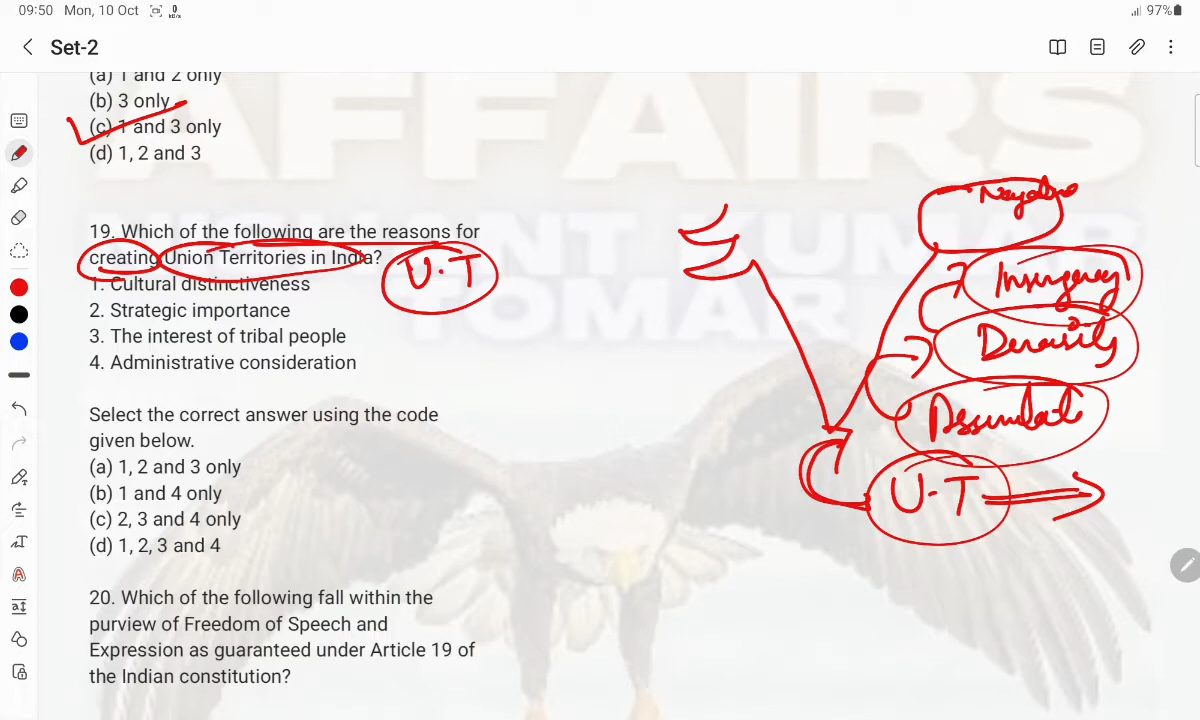 09:50 Mon, 10 Oct
97%
Set-2
AFFAIRS
NISHANT KUMAR
TOMAR
(a) 1 and 2 only
(b) 3 only
(c) 1 and 3 only
(d) 1, 2 and 3
19. Which of the following are the reasons for
creating Union Territories in India?
U.T
1. Cultural distinctiveness
2. Strategic importance
3. The interest of tribal people
4. Administrative consideration
Select the correct answer using the code
given below.
(a) 1, 2 and 3 only
(b) 1 and 4 only
(c) 2, 3 and 4 only
(d) 1, 2, 3 and 4
20. Which of the following fall within the
purview of Freedom of Speech and
Expression as guaranteed under Article 19 of
the Indian constitution?
Insurgency
Assimilate
U.T